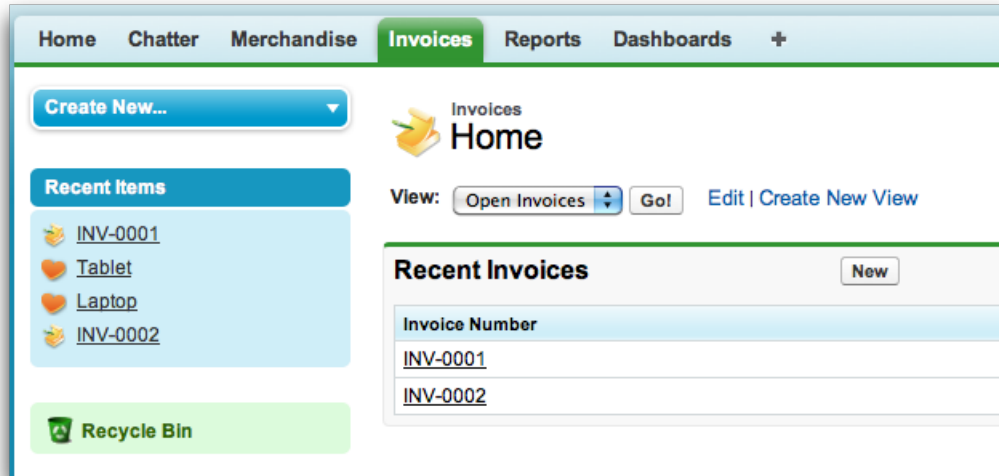 Home Chatter Merchandise Invoices Reports Dashboards +
Create New...
Recent Items
INV-0001
Tablet
Laptop
INV-0002
Recycle Bin
Invoices
Home
View: Open Invoices Go! Edit | Create New View
Recent Invoices New
Invoice Number
INV-0001
INV-0002